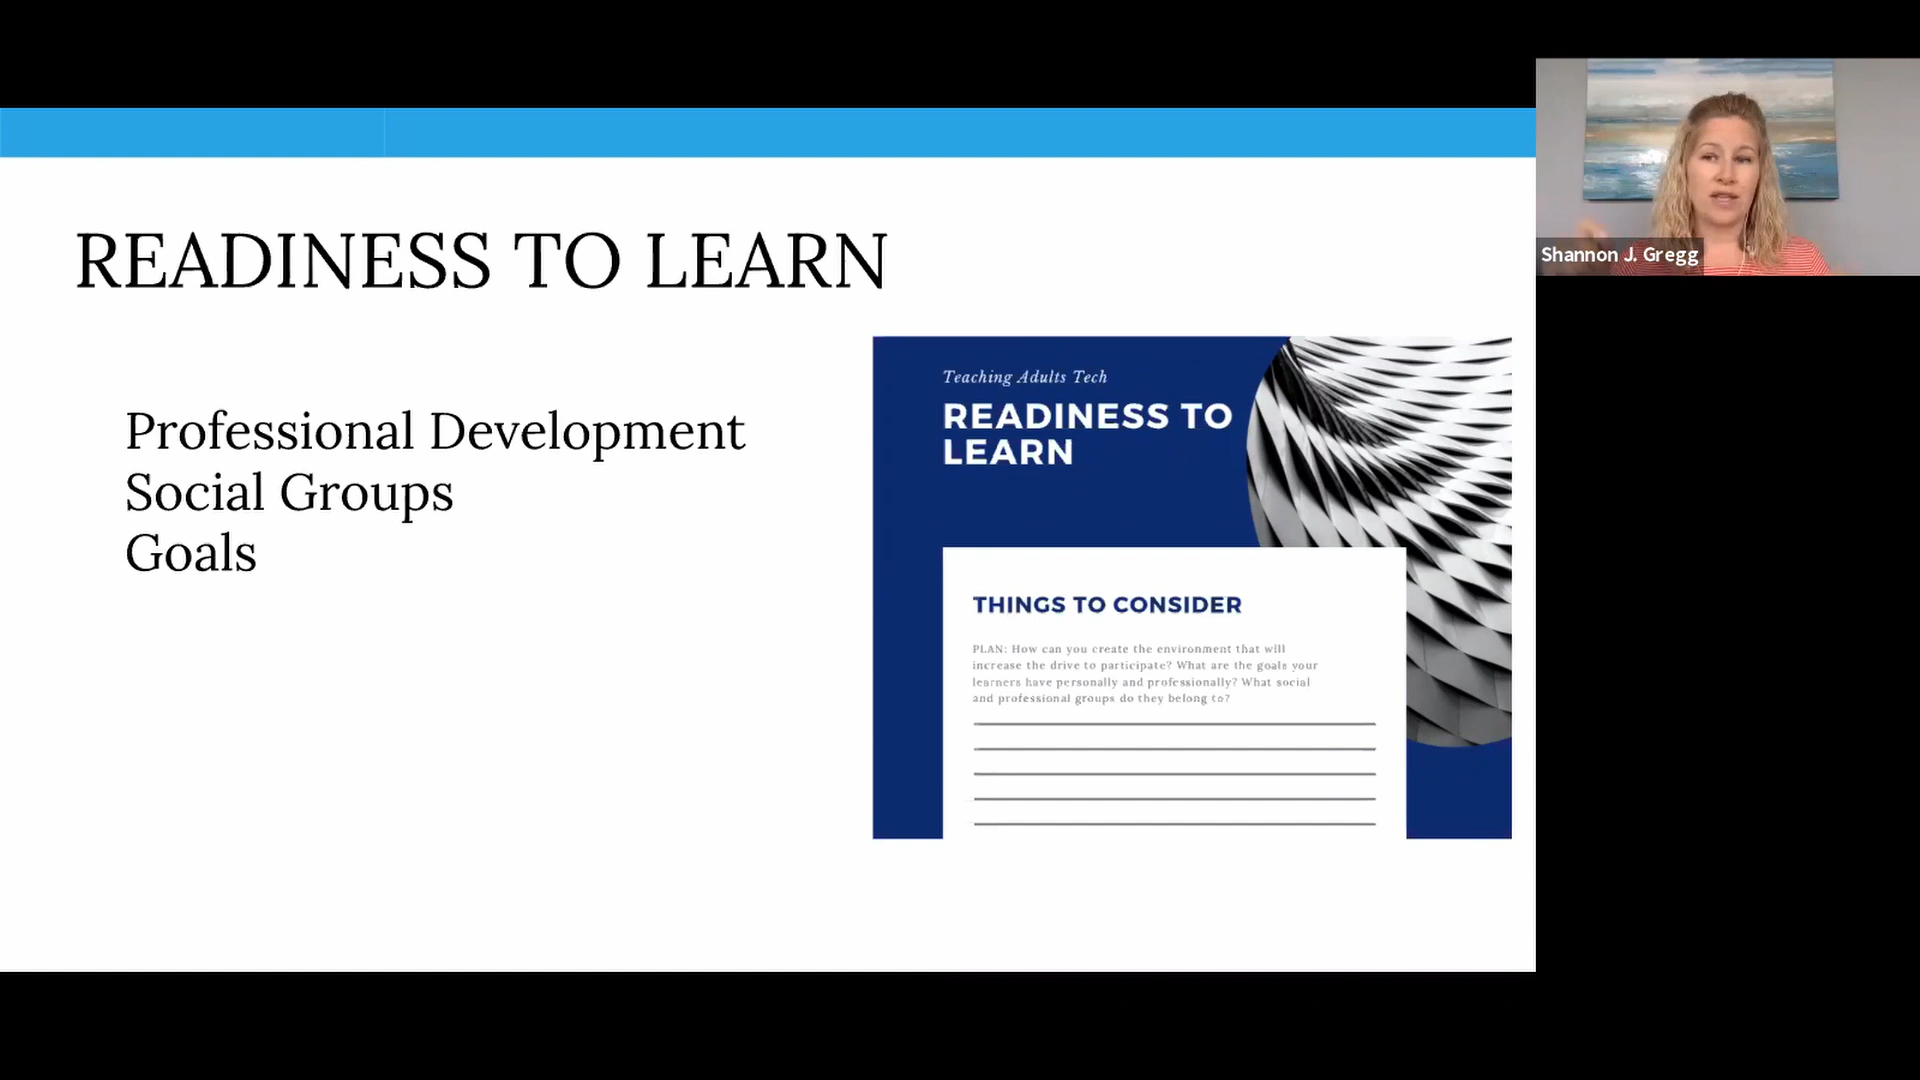 READINESS TO LEARN
Professional Development
Social Groups
Goals
Teaching Adults Tech
READINESS TO
LEARN
THINGS TO CONSIDER
PLAN: How can you create the environment that will
increase the drive to participate? What are the goals your
learners have personally and professionally? What social
and professional groups do they belong to?
Shannon J. Gregg